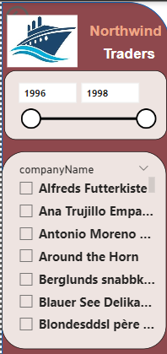 Northwind
Traders
1996
1998
companyName
Alfreds Futterkiste
Ana Trujillo Empa...
Antonio Moreno ...
Around the Horn
Berglunds snabbk...
Blauer See Delika...
Blondesddsl père ...